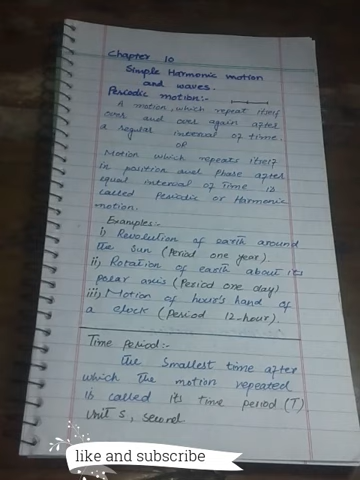 Chapter 10
Simple Harmonic motion
and waves.
Periodic motion:-
A motion, which repeat itself
over and over again after
a regular interval of time.
OR
Motion which repeats itself
in position and phase after
equal interval of Time is
called Periodic or Harmonic
motion.
Examples:-
i) Revolution of earth around
the sun (Period one year).
ii) Rotation of earth about its
polar axis (Period one day)
iii) Motion of hour's hand of
a clock (Period 12-hour).
Time period:-
The smallest time after
which the motion repeated
is called its time period (T)
Unit s, second.
like and subscribe